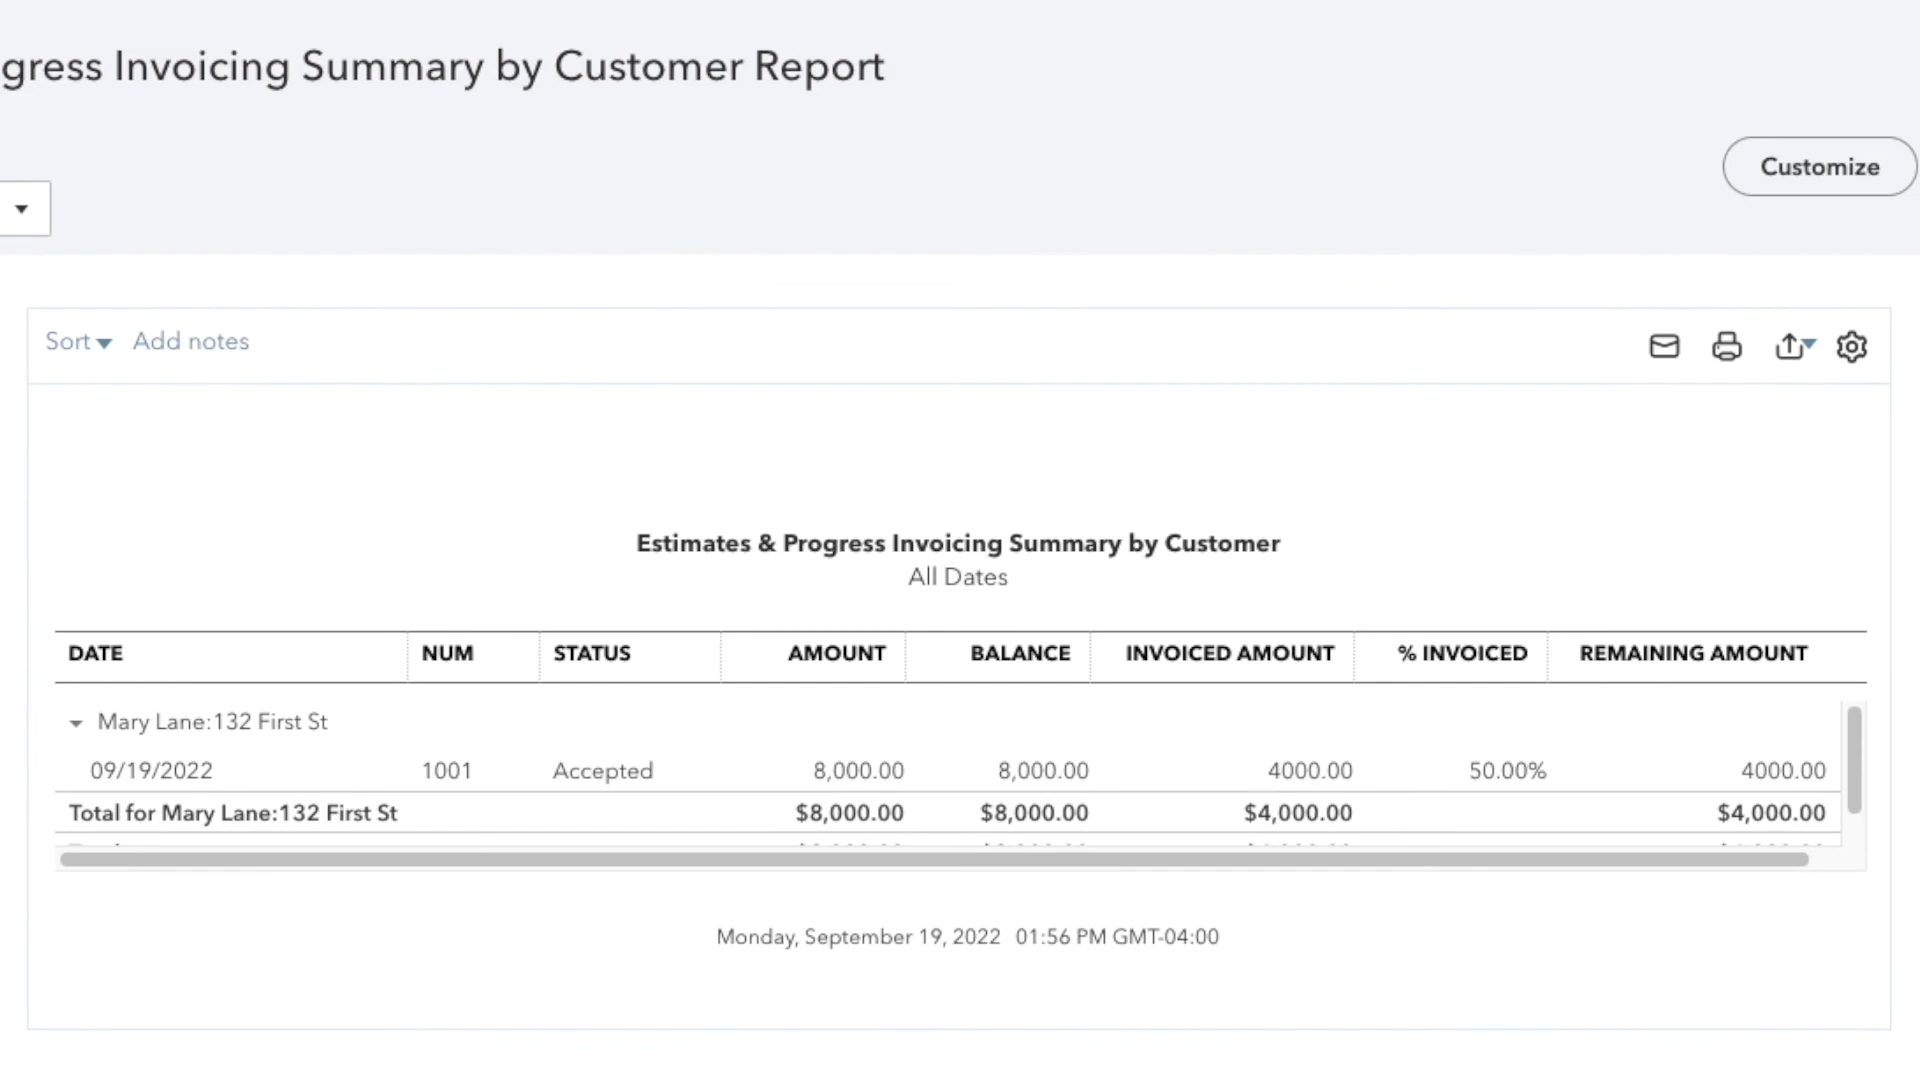 gress Invoicing Summary by Customer Report
Customize
Sort Add notes
Estimates & Progress Invoicing Summary by Customer
All Dates
DATE NUM STATUS AMOUNT BALANCE INVOICED AMOUNT % INVOICED REMAINING AMOUNT
Mary Lane:132 First St
09/19/2022 1001 Accepted 8,000.00 8,000.00 4000.00 50.00% 4000.00
Total for Mary Lane:132 First St $8,000.00 $8,000.00 $4,000.00 $4,000.00
Monday, September 19, 2022 01:56 PM GMT-04:00